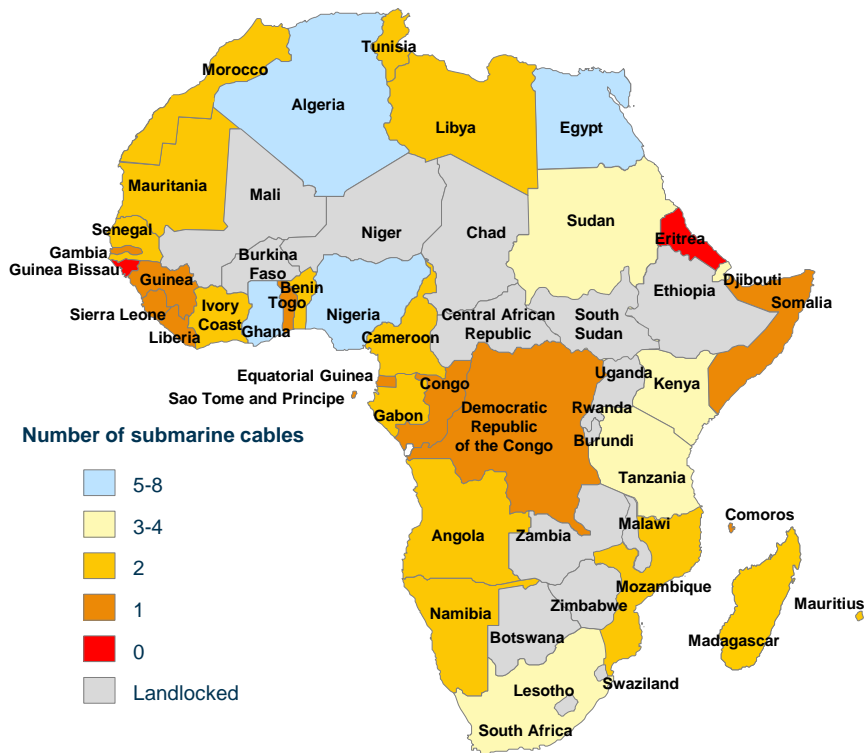 Tunisia
Morocco
Algeria
Libya
Egypt
Mauritania
Mali
Niger
Chad
Sudan
Senegal
Gambia
Guinea Bissau
Guinea
Burkina
Faso
Eritrea
Djibouti
Sierra Leone
Liberia
Ivory
Coast
Ghana
Togo
Benin
Nigeria
Cameroon
Central African
Republic
South
Sudan
Ethiopia
Somalia
Equatorial Guinea
Sao Tome and Principe
Gabon
Congo
Democratic
Republic
of the Congo
Uganda
Kenya
Rwanda
Burundi
Tanzania
Number of submarine cables
5-8
3-4
2
1
0
Landlocked
Angola
Zambia
Malawi
Comoros
Mozambique
Namibia
Zimbabwe
Botswana
Mauritius
Madagascar
Swaziland
Lesotho
South Africa